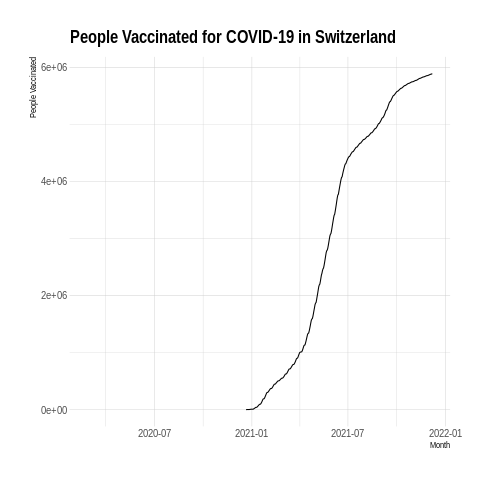 People Vaccinated for COVID-19 in Switzerland
People Vaccinated
6e+06
4e+06
2e+06
0e+00
2020-07 2021-01 2021-07 2022-01
Month